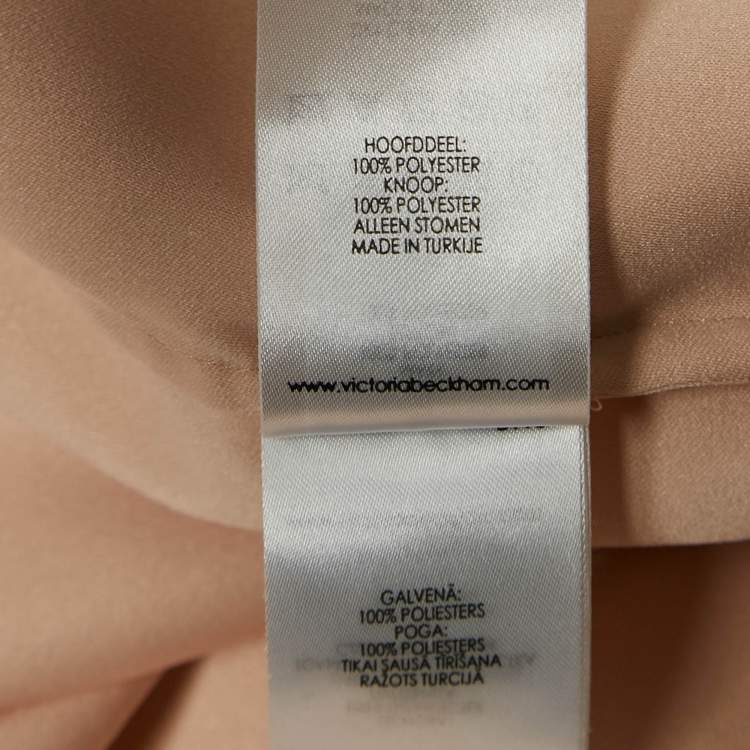 HOOFDDEEL:
100% POLYESTER
KNOOP:
100% POLYESTER
ALLEEN STOMEN
MADE IN TURKIJE
www.victoriabeckham.com
GALVENĀ:
100% POLIESTERS
POGA:
100% POLIESTERS
TIKAI SAUSĀ TĪRĪŠANA
RAŽOTS TURCIJĀ